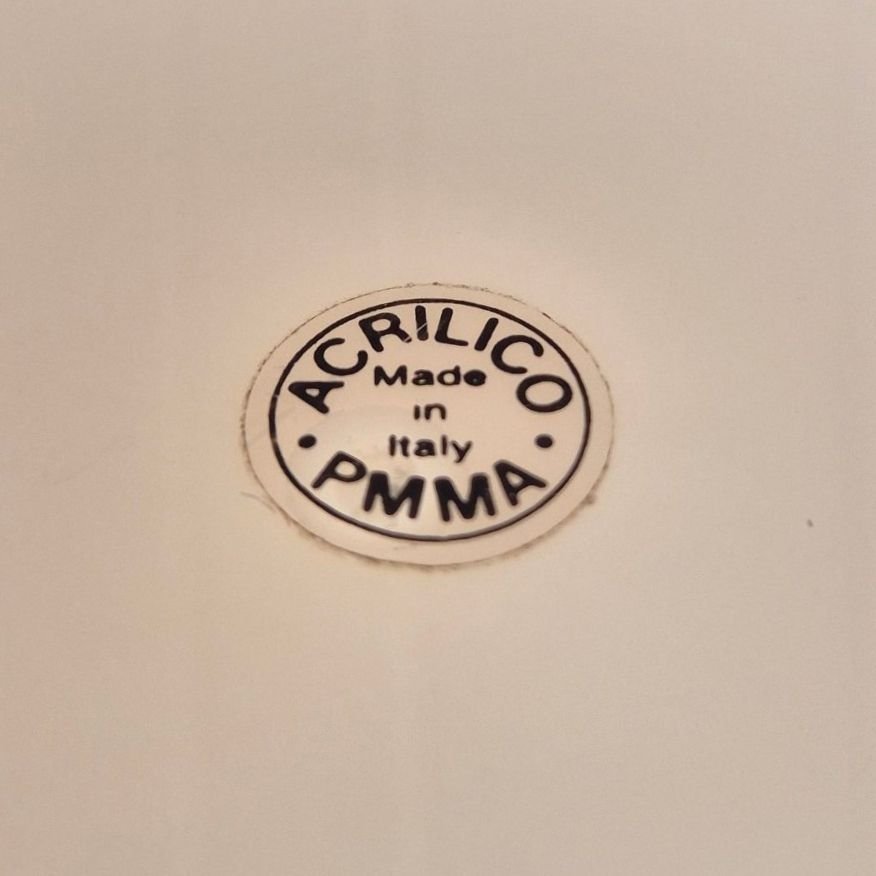 ACRILICO
Made
in
Italy
• PMMA •